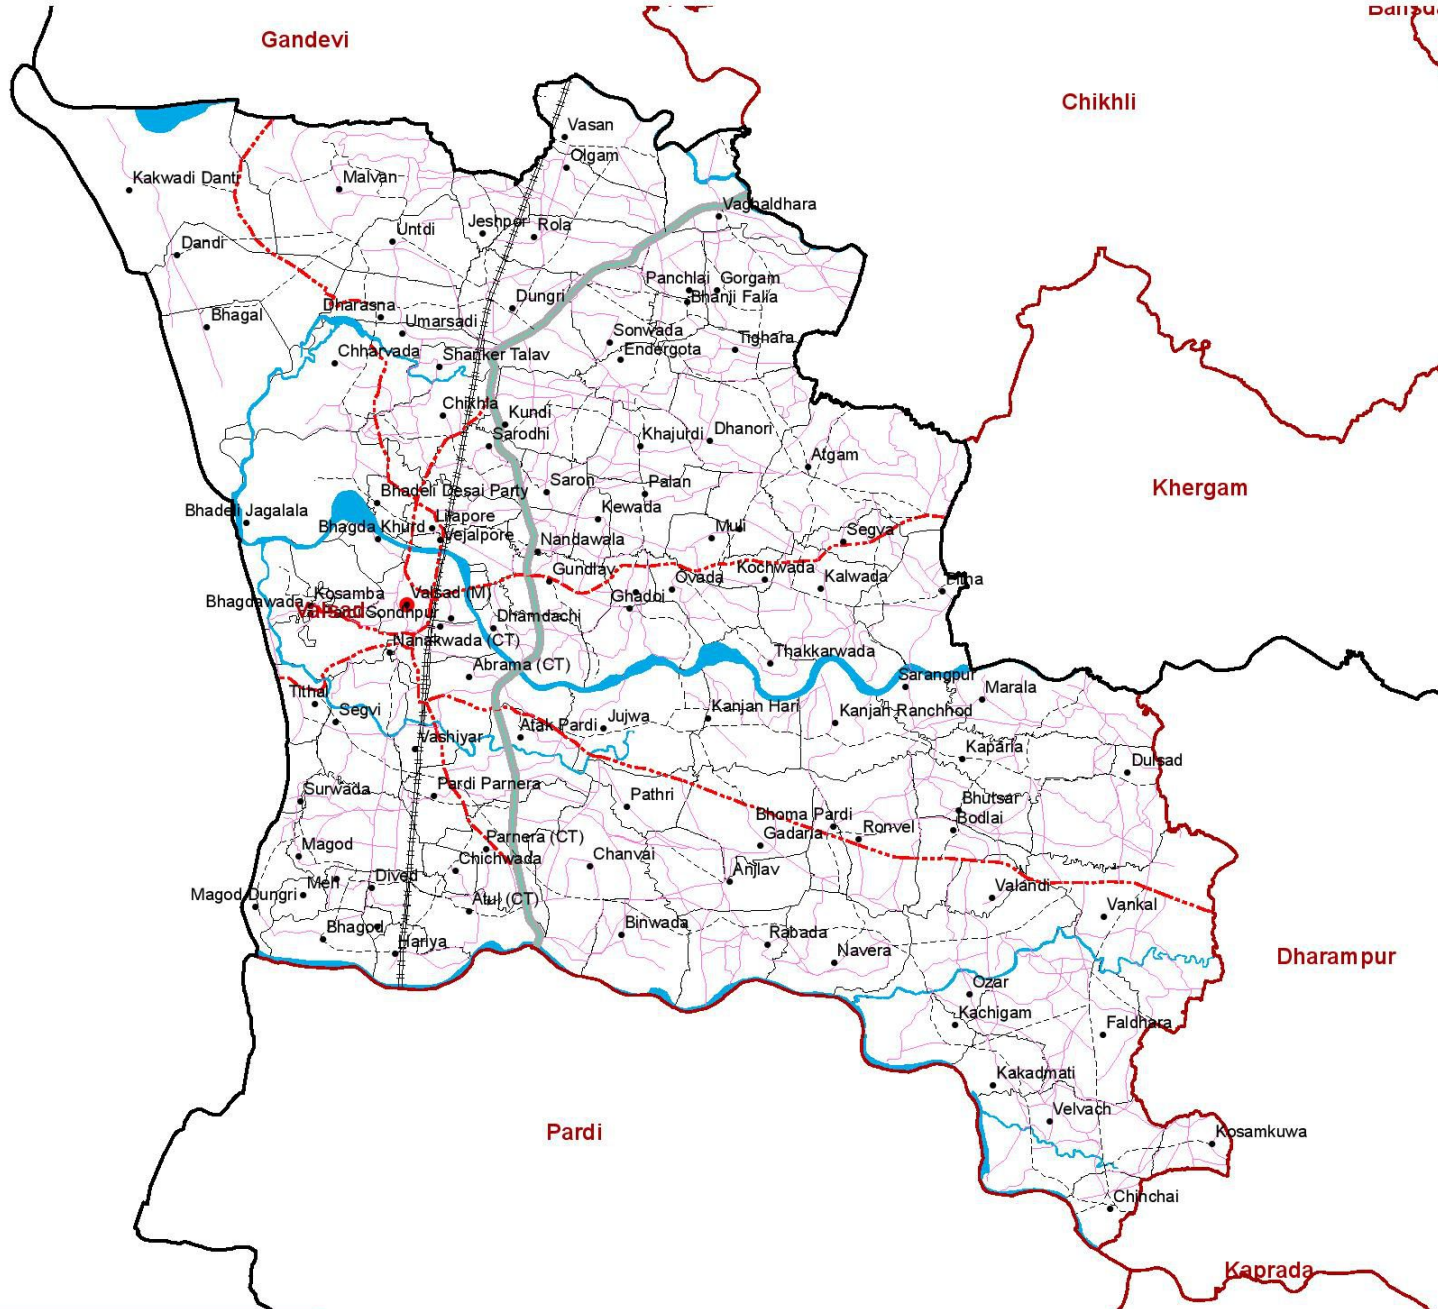 Gandevi
Bansda
Chikhli
Vasan
Olgam
Kakwadi Danti
Malvan
Vaghaldhara
Untdi
Jeshpor
Rola
Dandi
Panchlai
Gorgam
Bhanji Falia
Dharasna
Dungri
Bhagal
Umarsadi
Sonwada
Tighara
Chharvada
Shanker Talav
Endergota
Chikhla
Kundi
Sarodhi
Khajurdi
Dhanori
Atgam
Khergam
Bhadeli Desai Party
Saron
Palan
Bhadeli Jagalala
Lilapore
Kewada
Bhagda Khurd
Vejalpore
Muli
Segva
Nandawala
Gundlav
Ovada
Kochwada
Kalwada
Pitha
Bhagdawada
Kosamba
Valsad (M)
Ghadoi
Valsad
Sondhpur
Dhamdachi
Nanakwada (CT)
Abrama (CT)
Thakkarwada
Sarangpur
Marala
Tithal
Segvi
Atak Pardi
Jujwa
Kanjan Hari
Kanjan Ranchhod
Vashiyar
Kaparia
Dulsad
Surwada
Pardi Parnera
Pathri
Bhutsar
Bhoma Pardi
Bodlai
Gadaria
Ronvel
Magod
Parnera (CT)
Chichwada
Chanvai
Anjlav
Magod Dungri
Meh
Dived
Valandi
Atul (CT)
Vankal
Bhagod
Binwada
Rabada
Hariya
Navera
Dharampur
Ozar
Kachigam
Faldhara
Kakadmati
Velvach
Pardi
Kosamkuwa
Chinchai
Kaprada